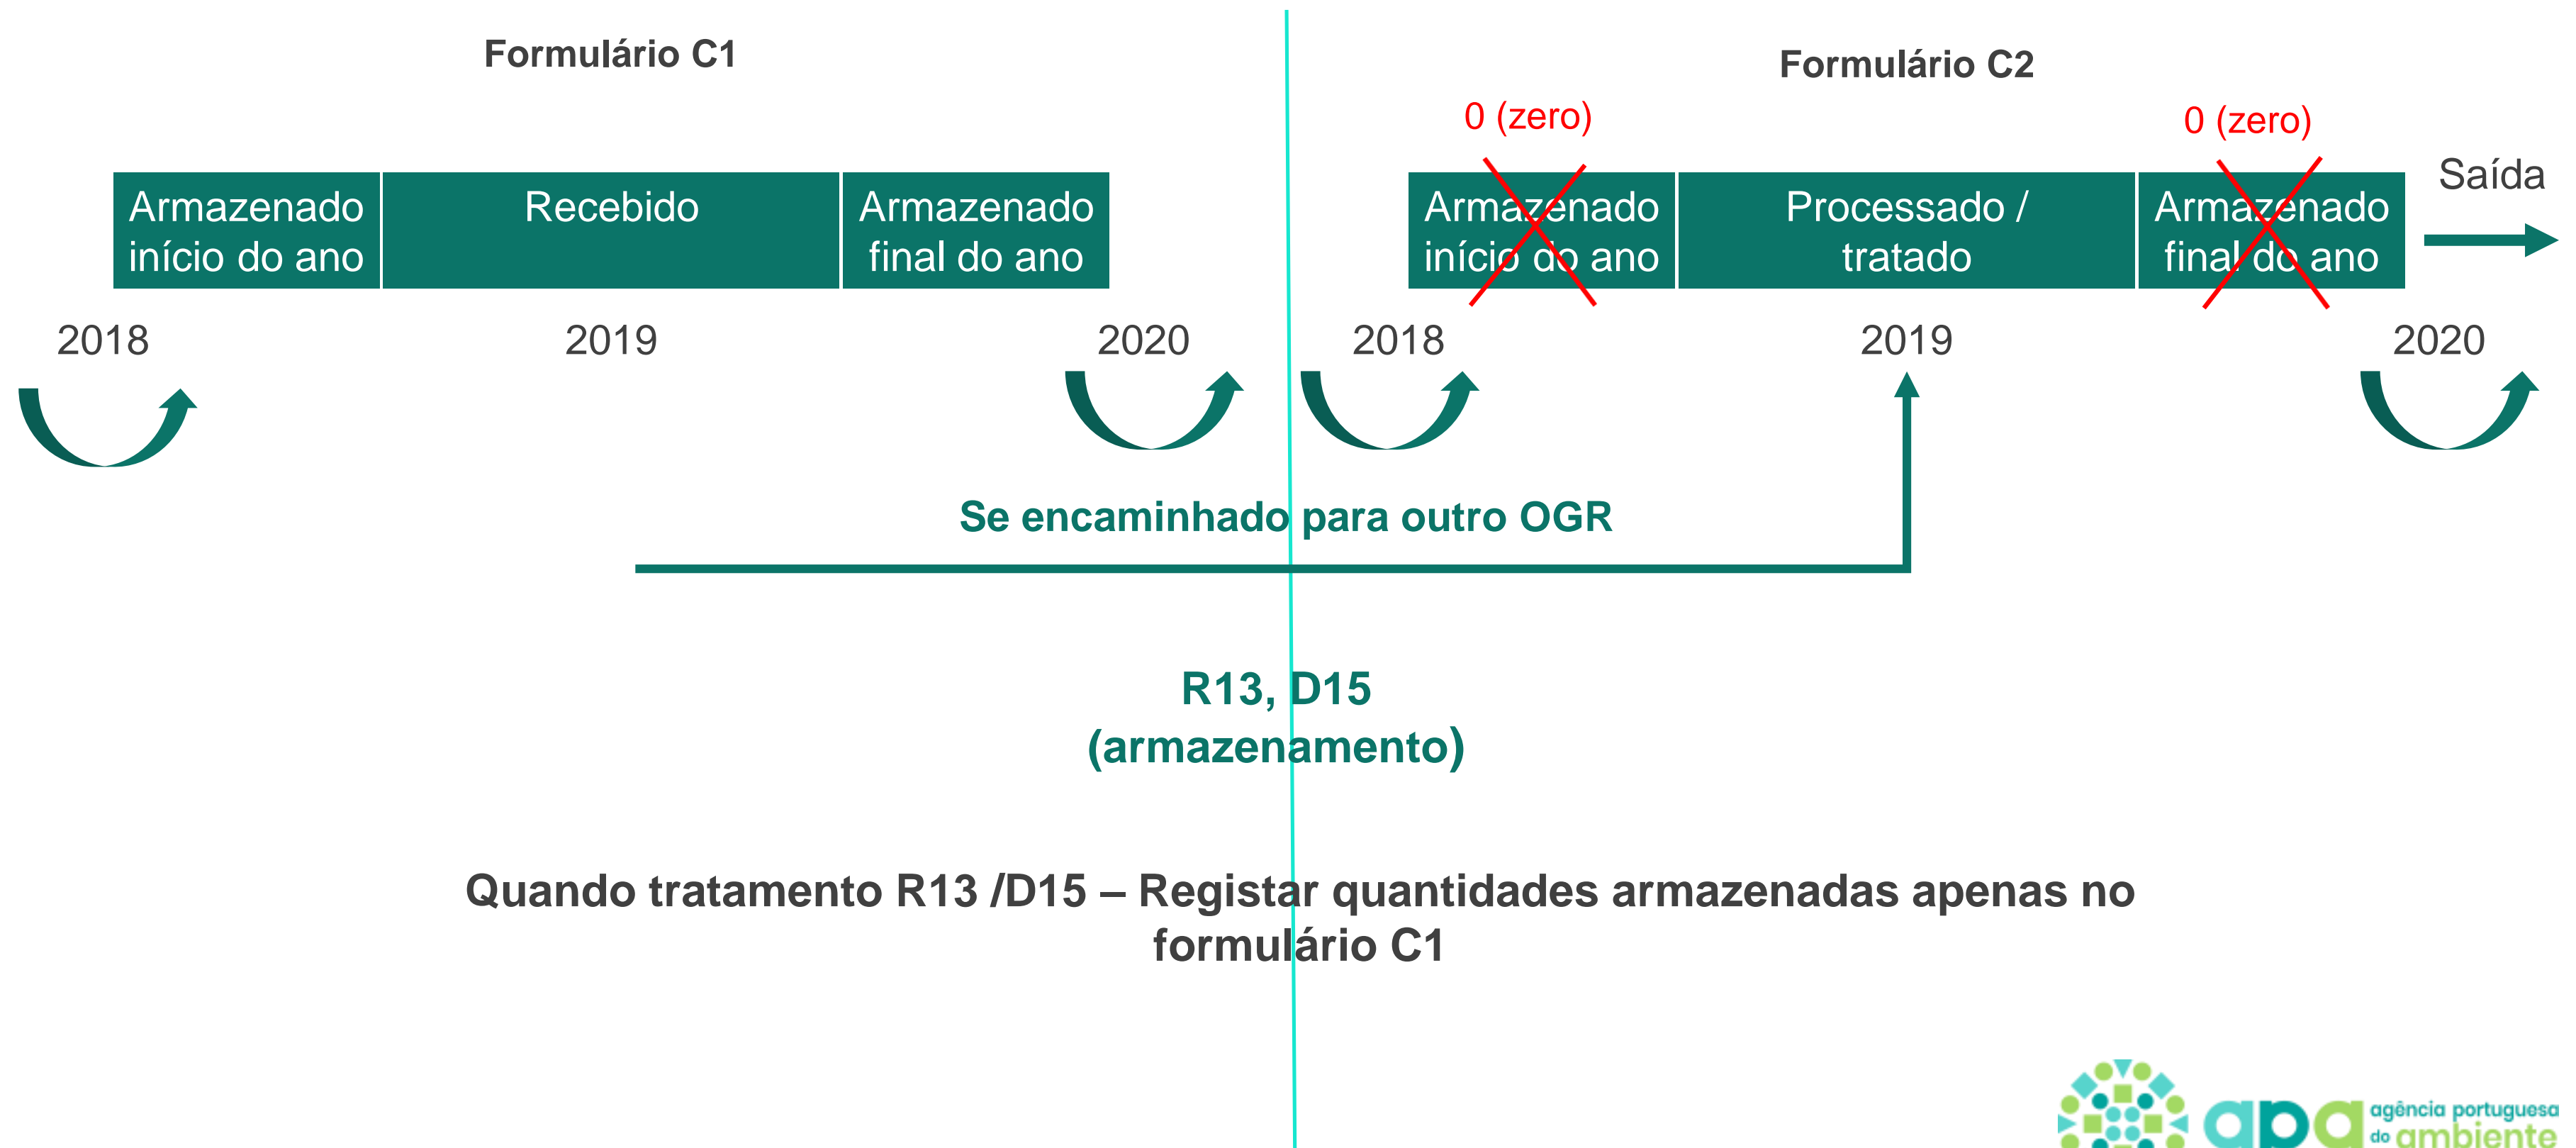 Formulário C1
Armazenado
início do ano
Recebido
Armazenado
final do ano
2018
2019
2020
Formulário C2
0 (zero)
0 (zero)
Armazenado
início do ano
Processado /
tratado
Armazenado
final do ano
Saída
2018
2019
2020
Se encaminhado para outro OGR
R13, D15
(armazenamento)
Quando tratamento R13 /D15 – Registar quantidades armazenadas apenas no
formulário C1
apa
agência portuguesa
do ambiente